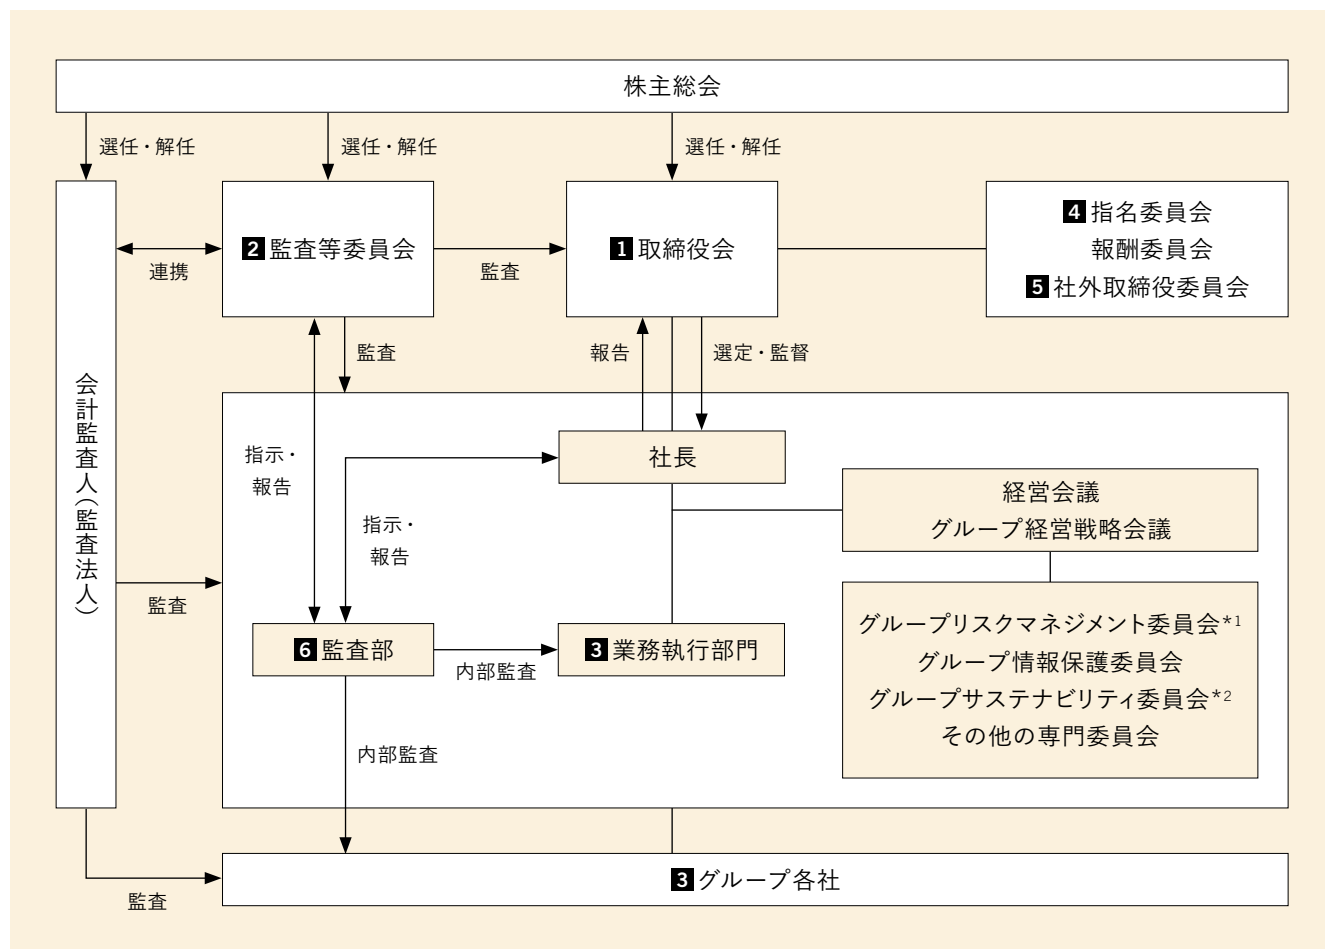 株主総会
選任・解任
選任・解任
選任・解任
会計監査人(監査法人)
2 監査等委員会
1 取締役会
4 指名委員会
報酬委員会
5 社外取締役委員会
連携
監査
監査
報告
選定・監督
指示・
報告
社長
指示・
報告
経営会議
グループ経営戦略会議
監査
6 監査部
内部監査
3 業務執行部門
グループリスクマネジメント委員会*1
グループ情報保護委員会
グループサステナビリティ委員会*2
その他の専門委員会
内部監査
監査
3 グループ各社